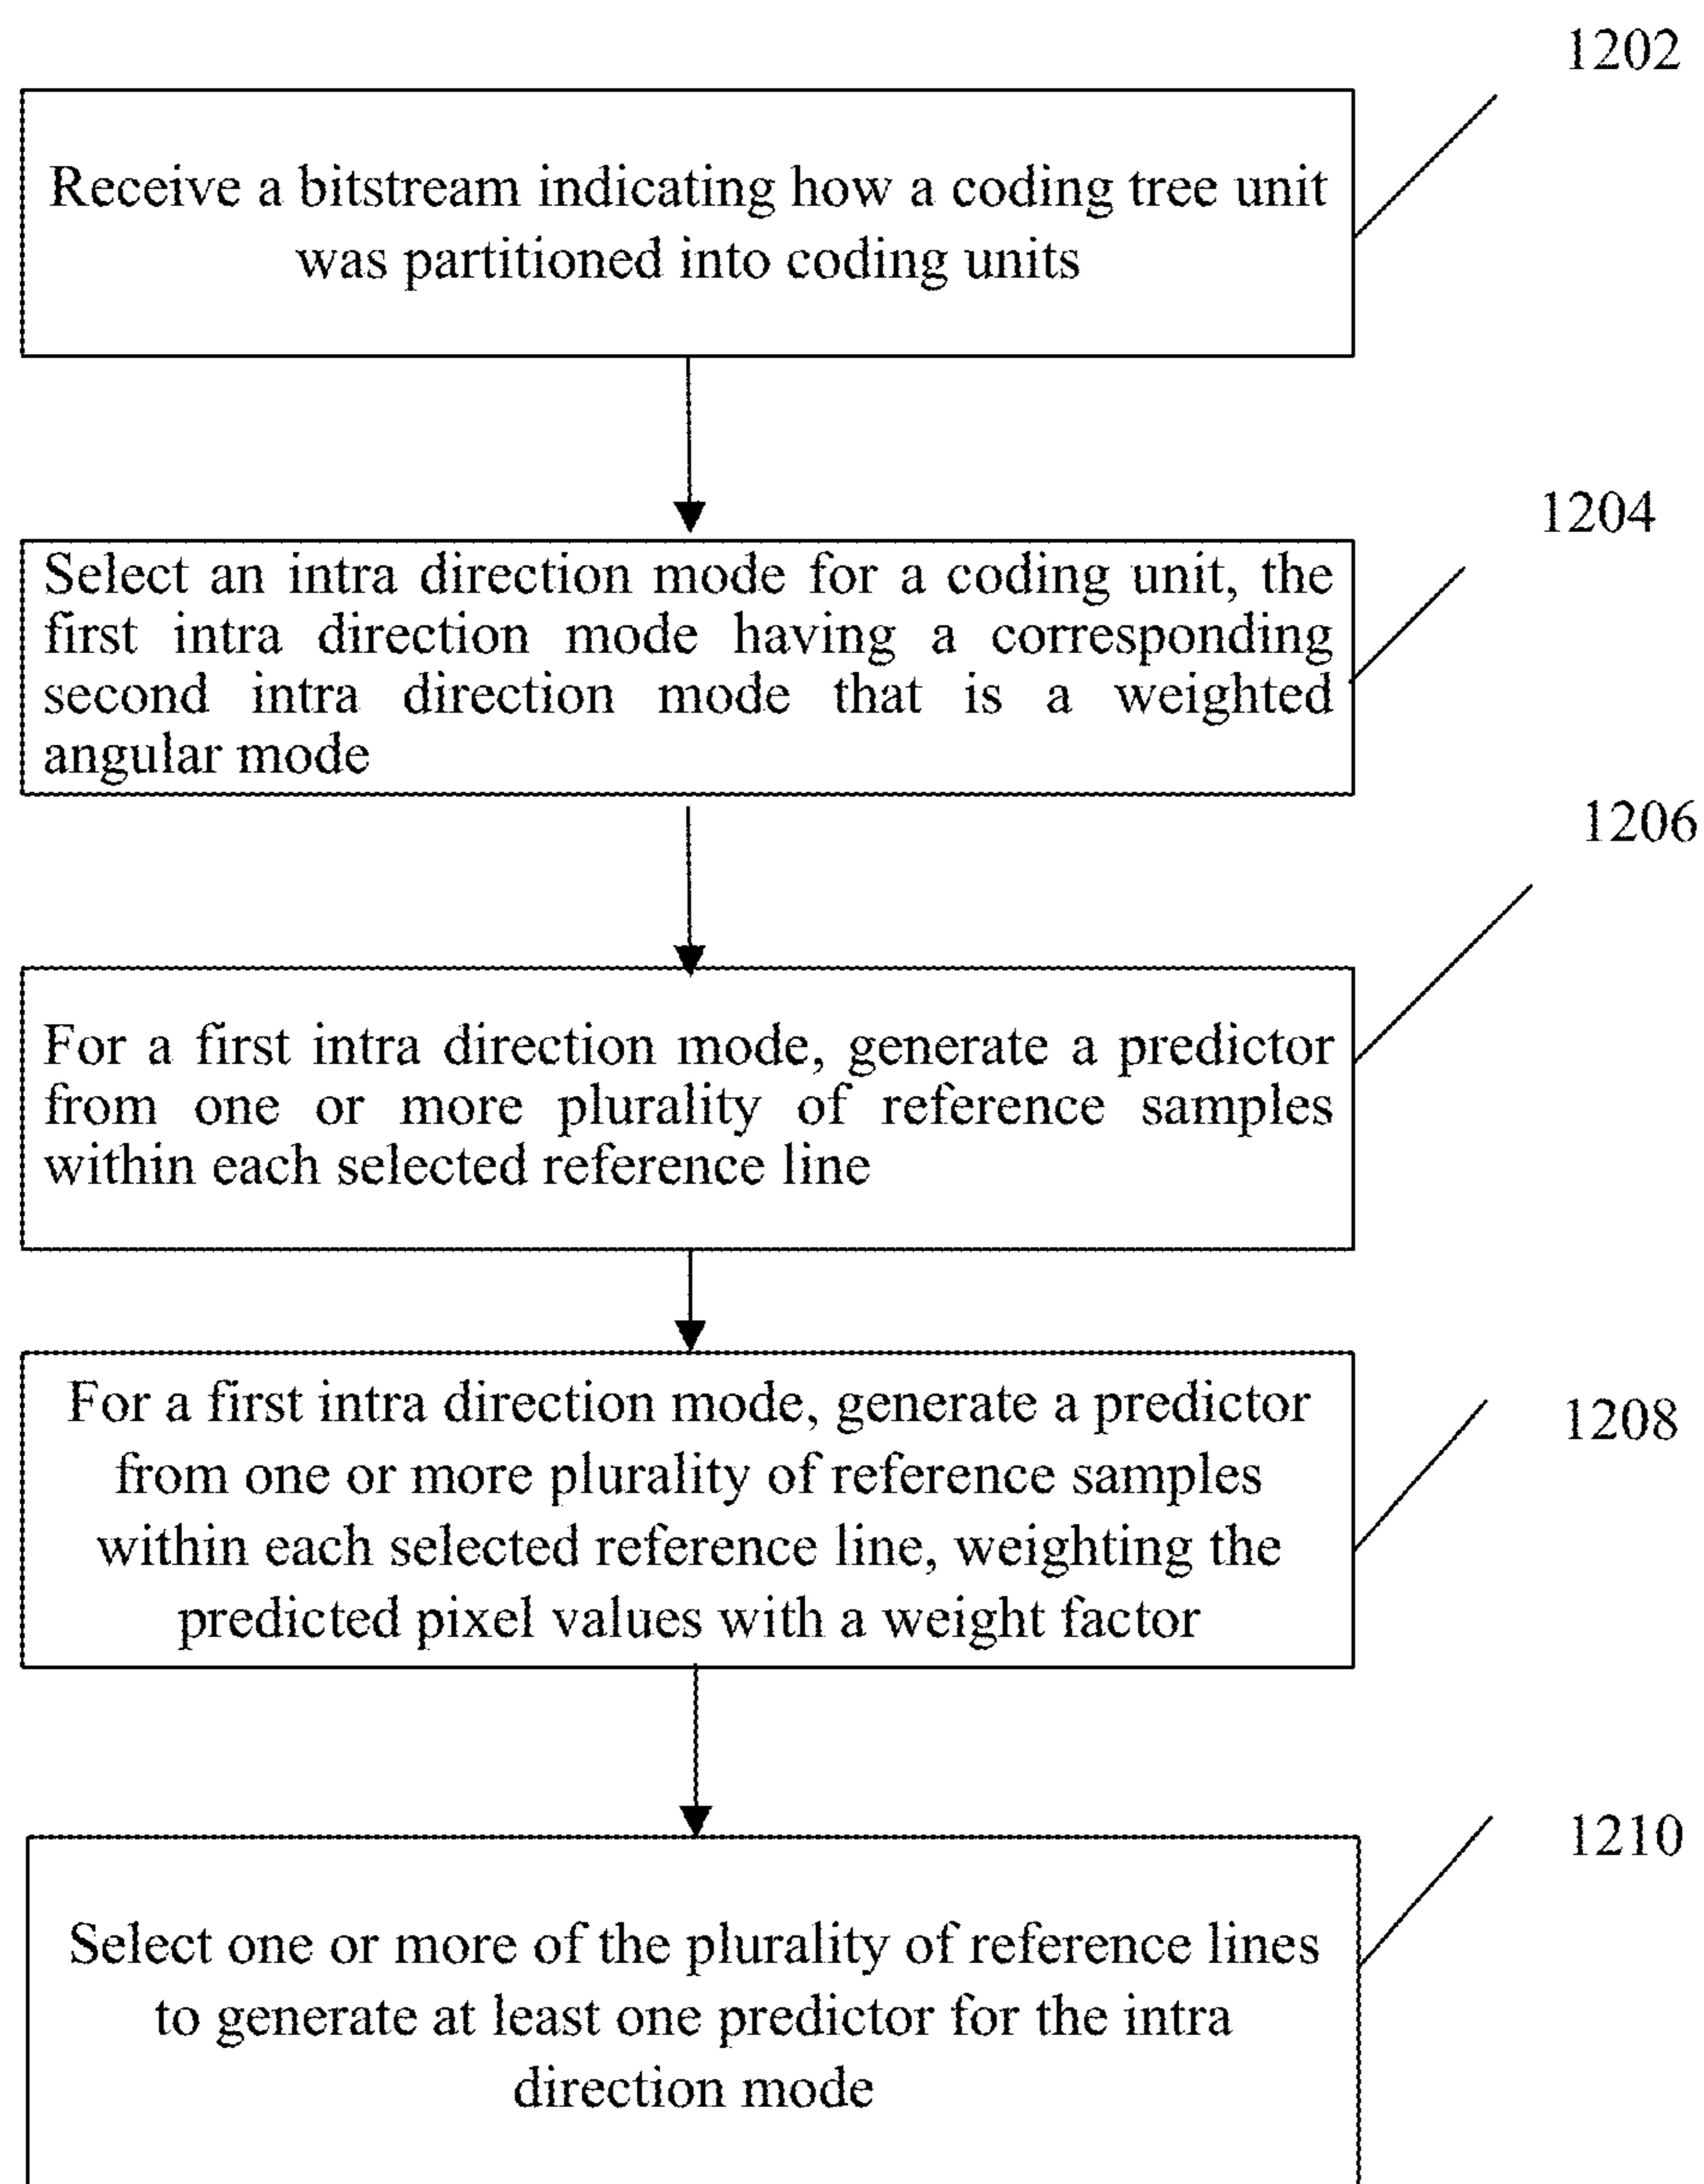 1202
Receive a bitstream indicating how a coding tree unit
was partitioned into coding units
1204
Select an intra direction mode for a coding unit, the
first intra direction mode having a corresponding
second intra direction mode that is a weighted
angular mode
1206
For a first intra direction mode, generate a predictor
from one or more plurality of reference samples
within each selected reference line
1208
For a first intra direction mode, generate a predictor
from one or more plurality of reference samples
within each selected reference line, weighting the
predicted pixel values with a weight factor
1210
Select one or more of the plurality of reference lines
to generate at least one predictor for the intra
direction mode